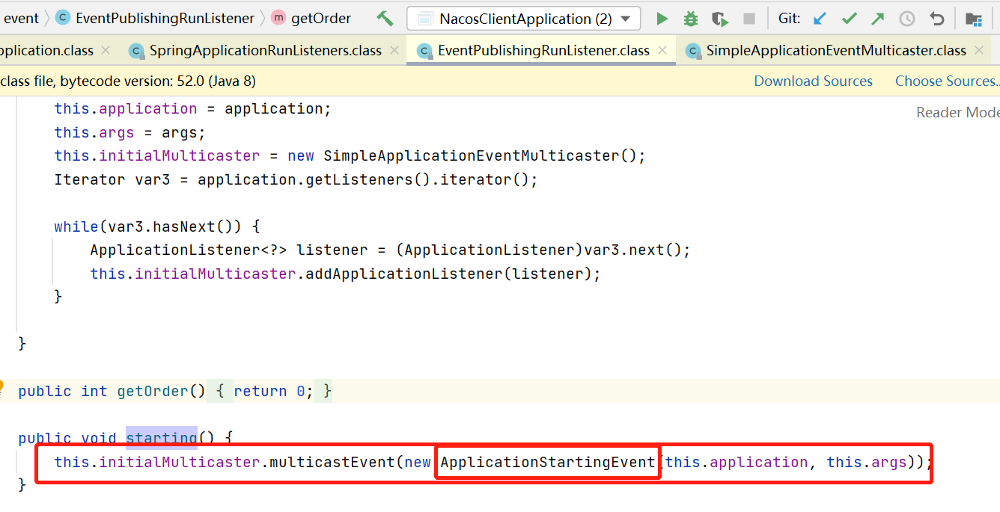 event EventPublishingRunListener getOrder NacosClientApplication (2) Git:
pplication.class SpringApplicationRunListeners.class EventPublishingRunListener.class SimpleApplicationEventMulticaster.class
class file, bytecode version: 52.0 (Java 8) Download Sources Choose Sources..
Reader Mode
this.application = application;
this.args = args;
this.initialMulticaster = new SimpleApplicationEventMulticaster();
Iterator var3 = application.getListeners().iterator();
while(var3.hasNext()) {
ApplicationListener<?> listener = (ApplicationListener)var3.next();
this.initialMulticaster.addApplicationListener(listener);
}
}
public int getOrder() { return 0; }
public void starting() {
this.initialMulticaster.multicastEvent(new ApplicationStartingEvent(this.application, this.args));
}